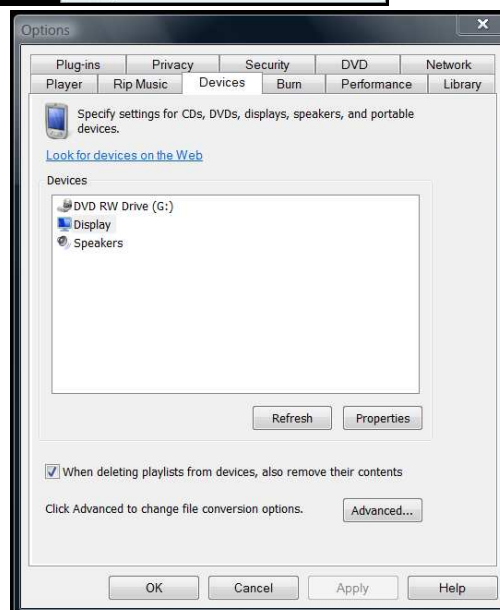 Options
Plug-ins Privacy Security DVD Network
Player Rip Music Devices Burn Performance Library
Specify settings for CDs, DVDs, displays, speakers, and portable
devices.
Look for devices on the Web
Devices
DVD RW Drive (G:)
Display
Speakers
Refresh Properties
When deleting playlists from devices, also remove their contents
Click Advanced to change file conversion options. Advanced...
OK Cancel Apply Help